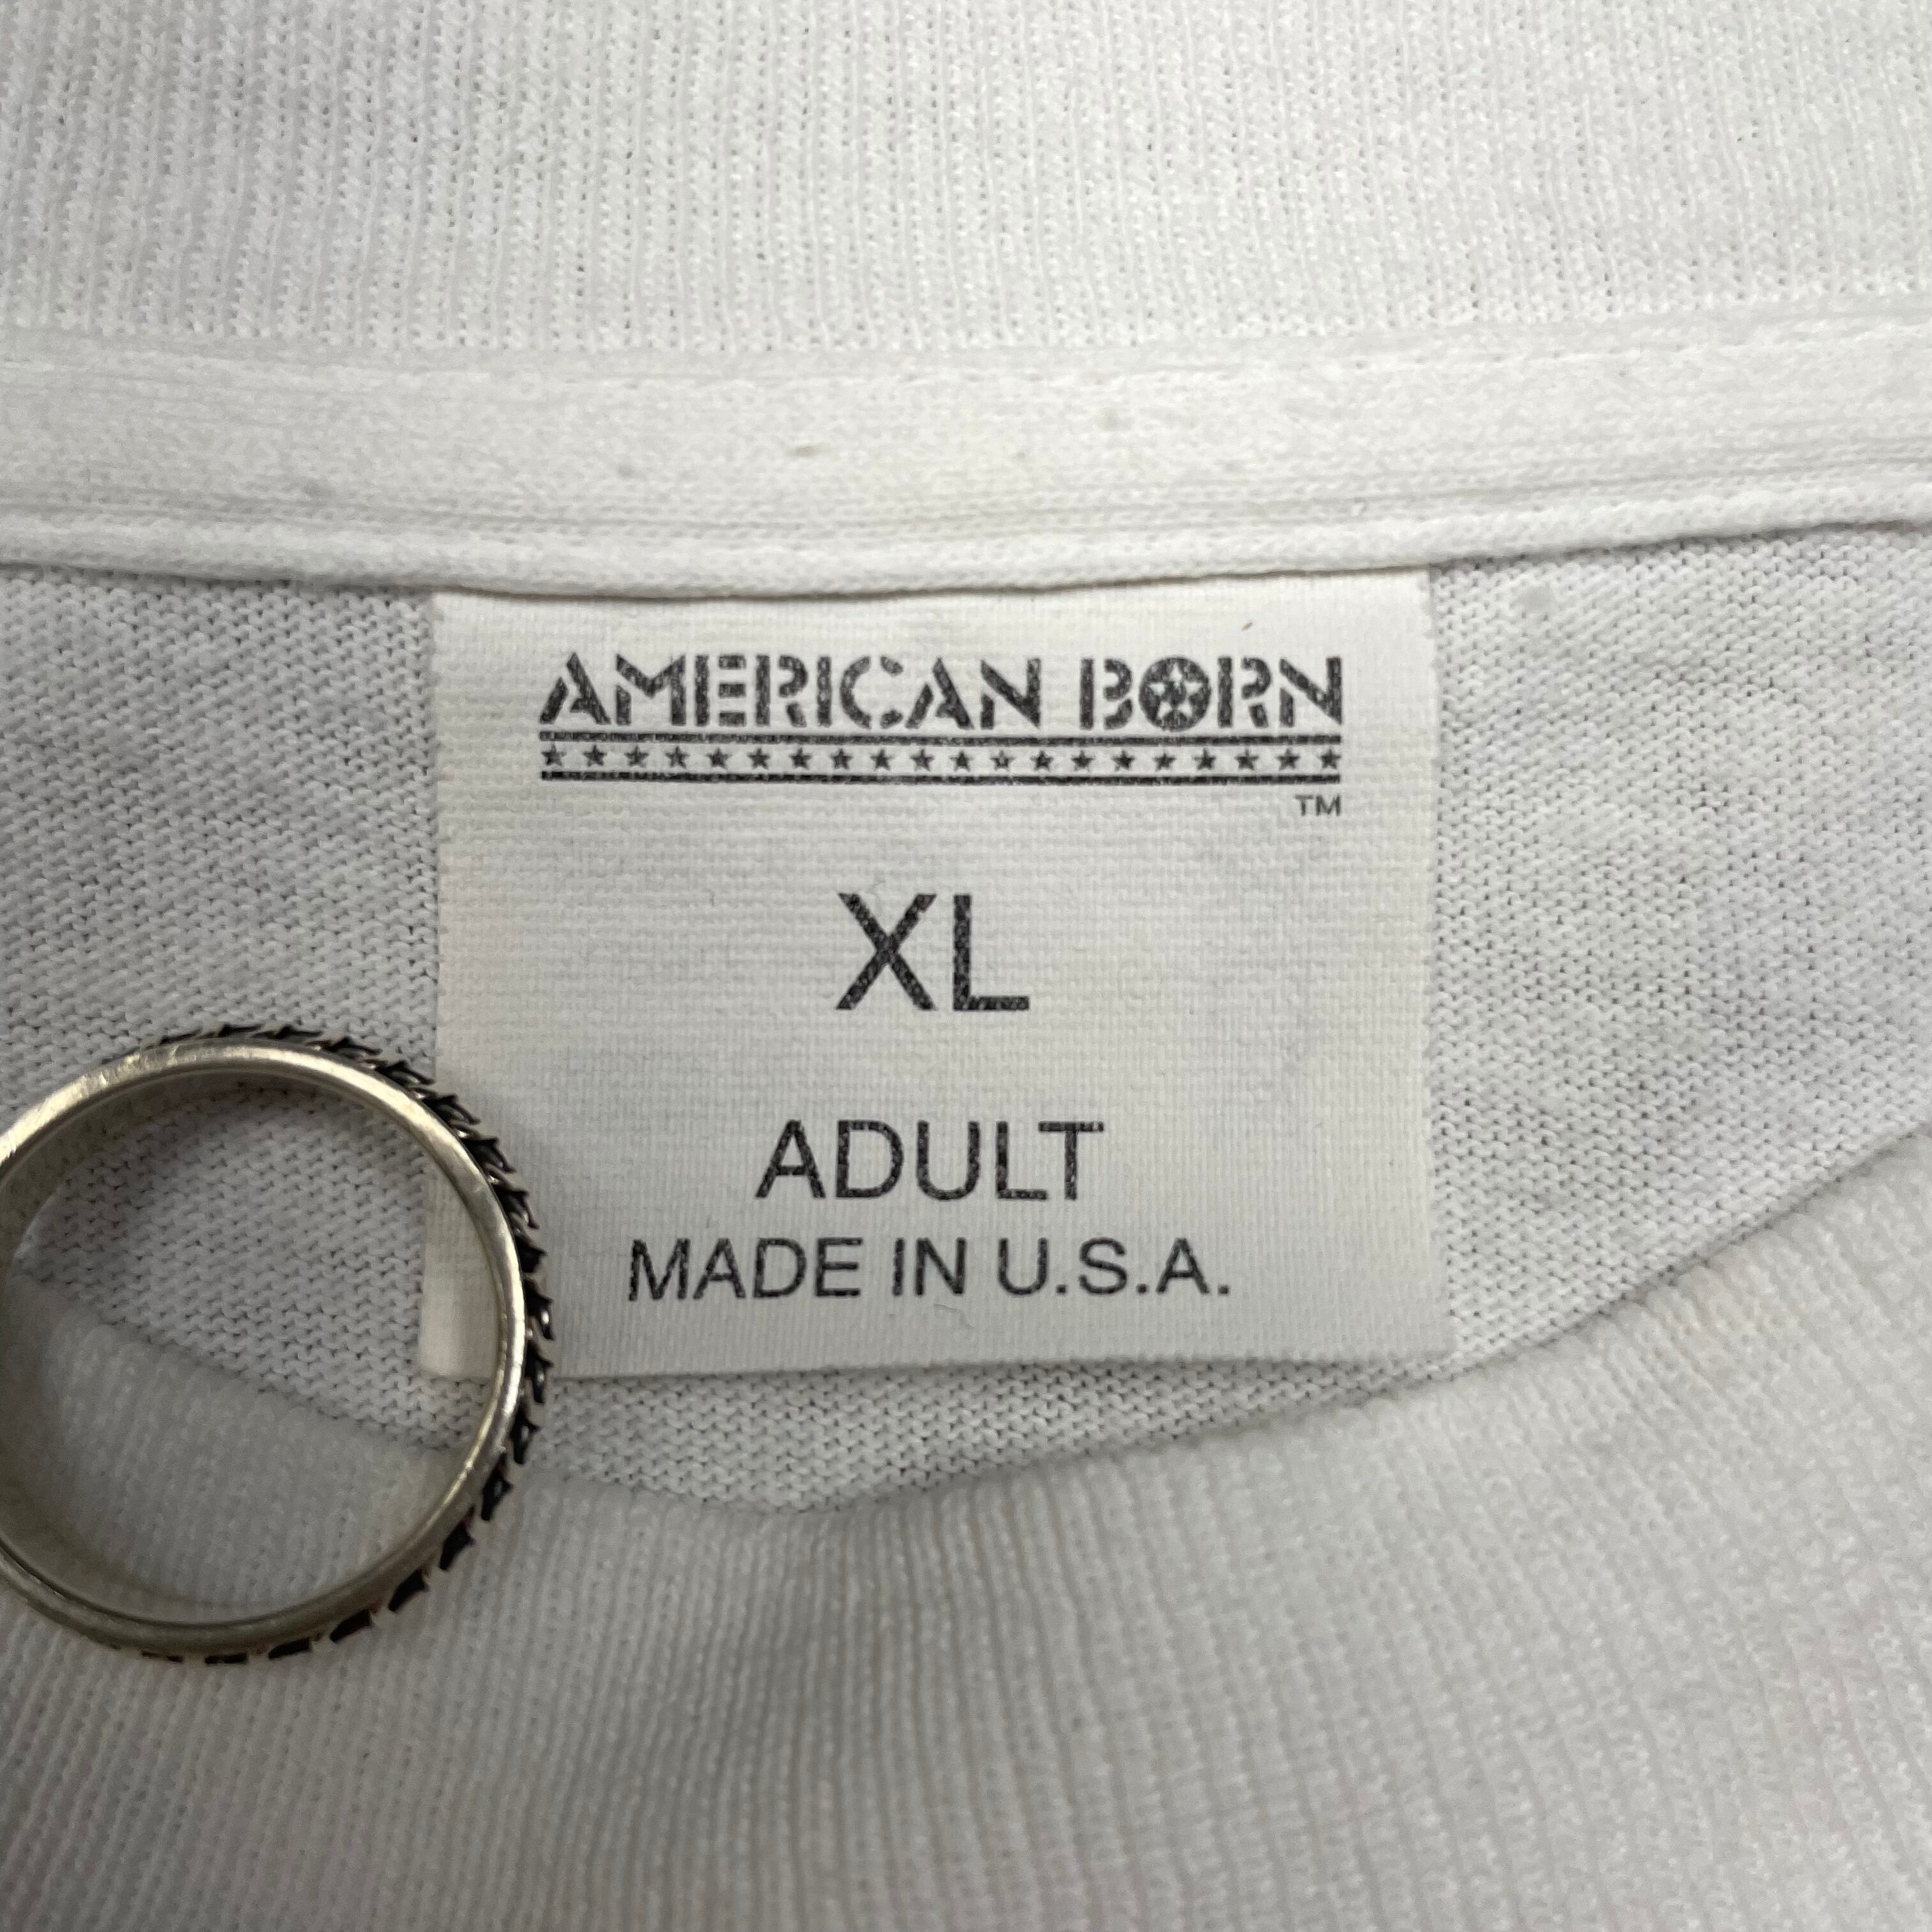 AMERICAN BORN
TM
XL
ADULT
MADE IN U.S.A.